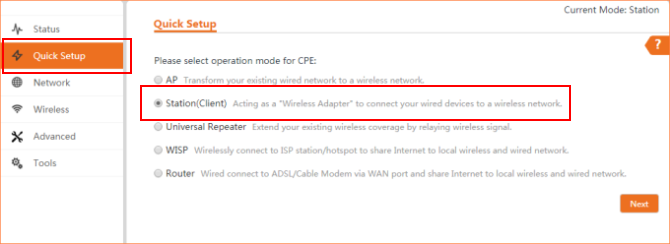 Current Mode: Station
Status
Quick Setup
Network
Wireless
Advanced
Tools
Quick Setup
?
Please select operation mode for CPE:
AP Transform your existing wired network to a wireless network.
Station(Client) Acting as a "Wireless Adapter" to connect your wired devices to a wireless network.
Universal Repeater Extend your existing wireless coverage by relaying wireless signal.
WISP Wirelessly connect to ISP station/hotspot to share Internet to local wireless and wired network.
Router Wired connect to ADSL/Cable Modem via WAN port and share Internet to local wireless and wired network.
Next